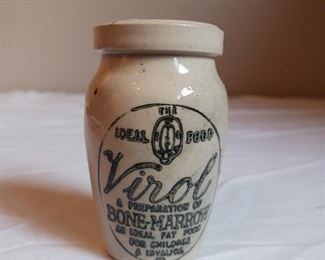 THE
IDEAL FOOD
Virol
A PREPARATION OF
BONE-MARROW
AN IDEAL FAT FOOD
FOR CHILDREN
& INVALIDS